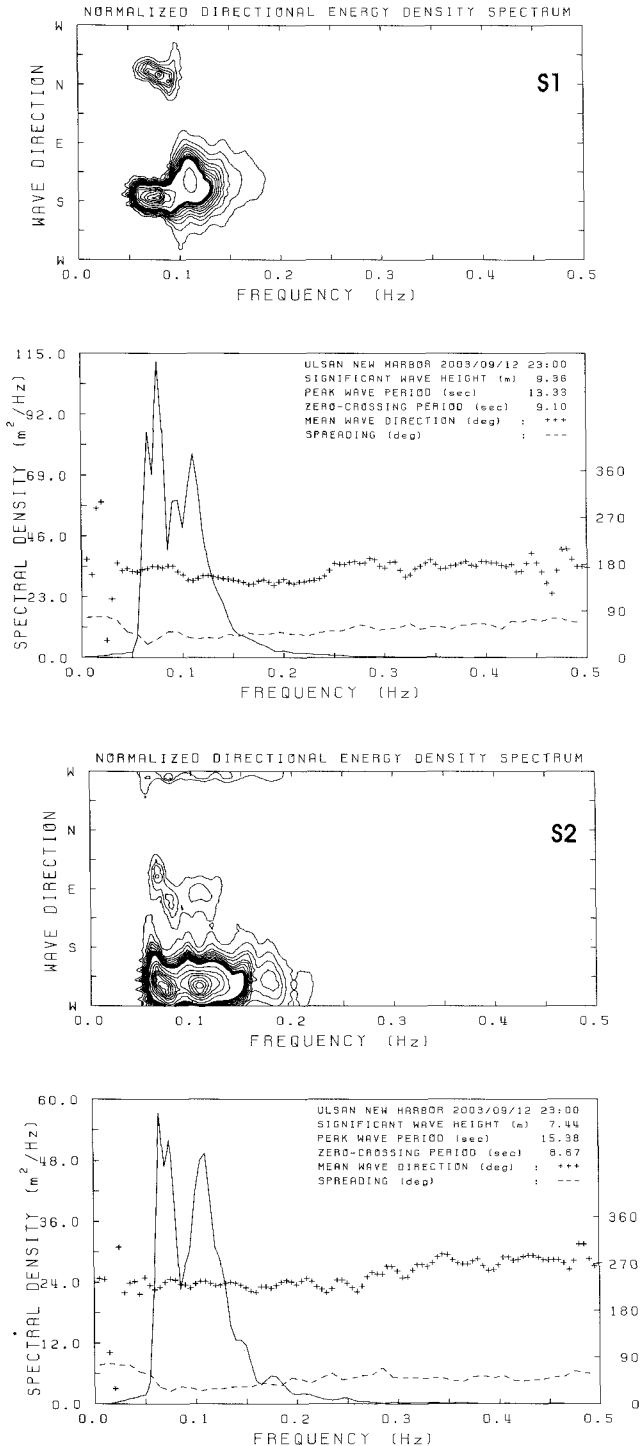 NORMALIZED DIRECTIONAL ENERGY DENSITY SPECTRUM
W
N
E
S
W
WAVE DIRECTION
S1
0.0 0.1 0.2 0.3 0.4 0.5
FREQUENCY (Hz)
115.0
92.0
69.0
46.0
23.0
0.0
SPECTRAL DENSITY (m²/Hz)
ULSAN NEW HARBOR 2003/09/12 23:00
SIGNIFICANT WAVE HEIGHT (m) 9.36
PEAK WAVE PERIOD (sec) 13.33
ZERO-CROSSING PERIOD (sec) 9.10
MEAN WAVE DIRECTION (deg) : +++
SPREADING (deg) : ---
360
270
180
90
0
0.0 0.1 0.2 0.3 0.4 0.5
FREQUENCY (Hz)
NORMALIZED DIRECTIONAL ENERGY DENSITY SPECTRUM
W
N
E
S
W
WAVE DIRECTION
S2
0.0 0.1 0.2 0.3 0.4 0.5
FREQUENCY (Hz)
60.0
48.0
36.0
24.0
12.0
0.0
SPECTRAL DENSITY (m²/Hz)
ULSAN NEW HARBOR 2003/09/12 23:00
SIGNIFICANT WAVE HEIGHT (m) 7.44
PEAK WAVE PERIOD (sec) 15.38
ZERO-CROSSING PERIOD (sec) 8.67
MEAN WAVE DIRECTION (deg) : +++
SPREADING (deg) : ---
360
270
180
90
0
0.0 0.1 0.2 0.3 0.4 0.5
FREQUENCY (Hz)